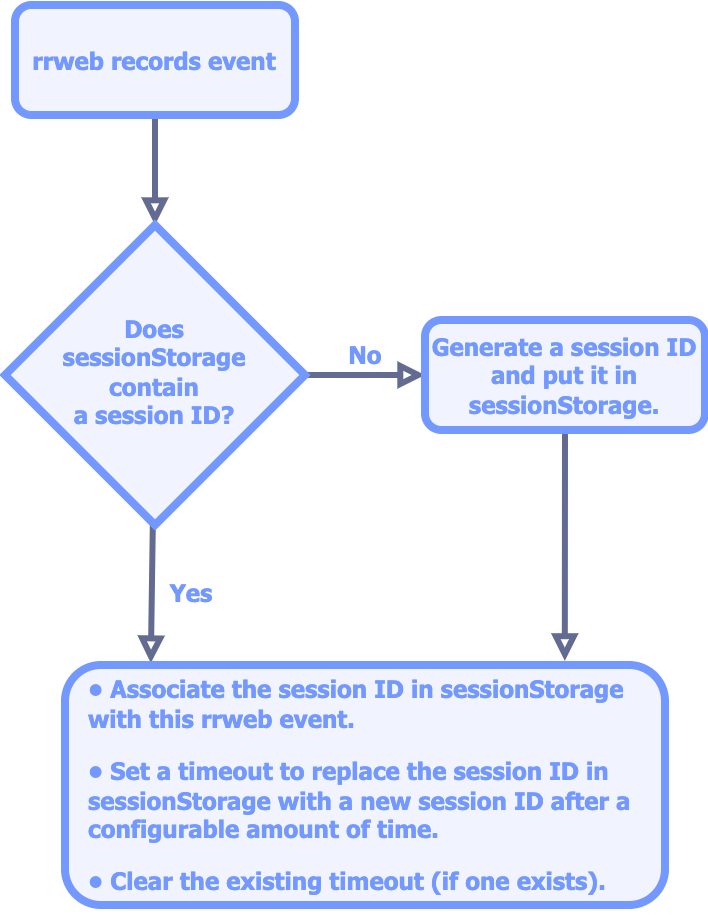 rrweb records event
Does
sessionStorage
contain
a session ID?
No
Generate a session ID
and put it in
sessionStorage.
Yes
• Associate the session ID in sessionStorage
with this rrweb event.
• Set a timeout to replace the session ID in
sessionStorage with a new session ID after a
configurable amount of time.
• Clear the existing timeout (if one exists).